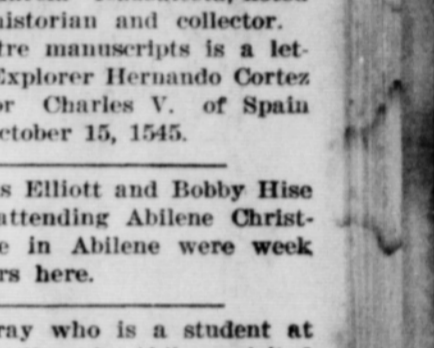 historian and collector.
tre manuscripts is a let-
Explorer Hernando Cortez
or Charles V. of Spain
ctober 15, 1545.
s Elliott and Bobby Hise
attending Abilene Christ-
e in Abilene were week
rs here.
ray who is a student at